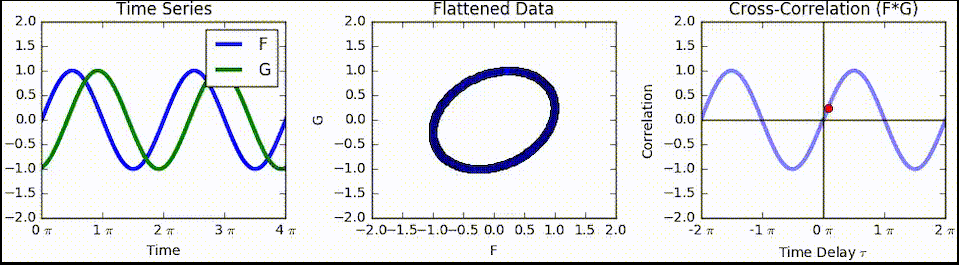 Time Series
2.0
1.5
1.0
0.5
0.0
−0.5
−1.0
−1.5
−2.0
0 π 1 π 2 π 3 π 4 π
Time
F
G
Flattened Data
2.0
1.5
1.0
0.5
0.0
−0.5
−1.0
−1.5
−2.0
−2.0−1.5−1.0−0.5 0.0 0.5 1.0 1.5 2.0
F
G
Cross-Correlation (F*G)
2.0
1.5
1.0
0.5
0.0
−0.5
−1.0
−1.5
−2.0
-2 π -1 π 0 π 1 π 2 π
Time Delay τ
Correlation